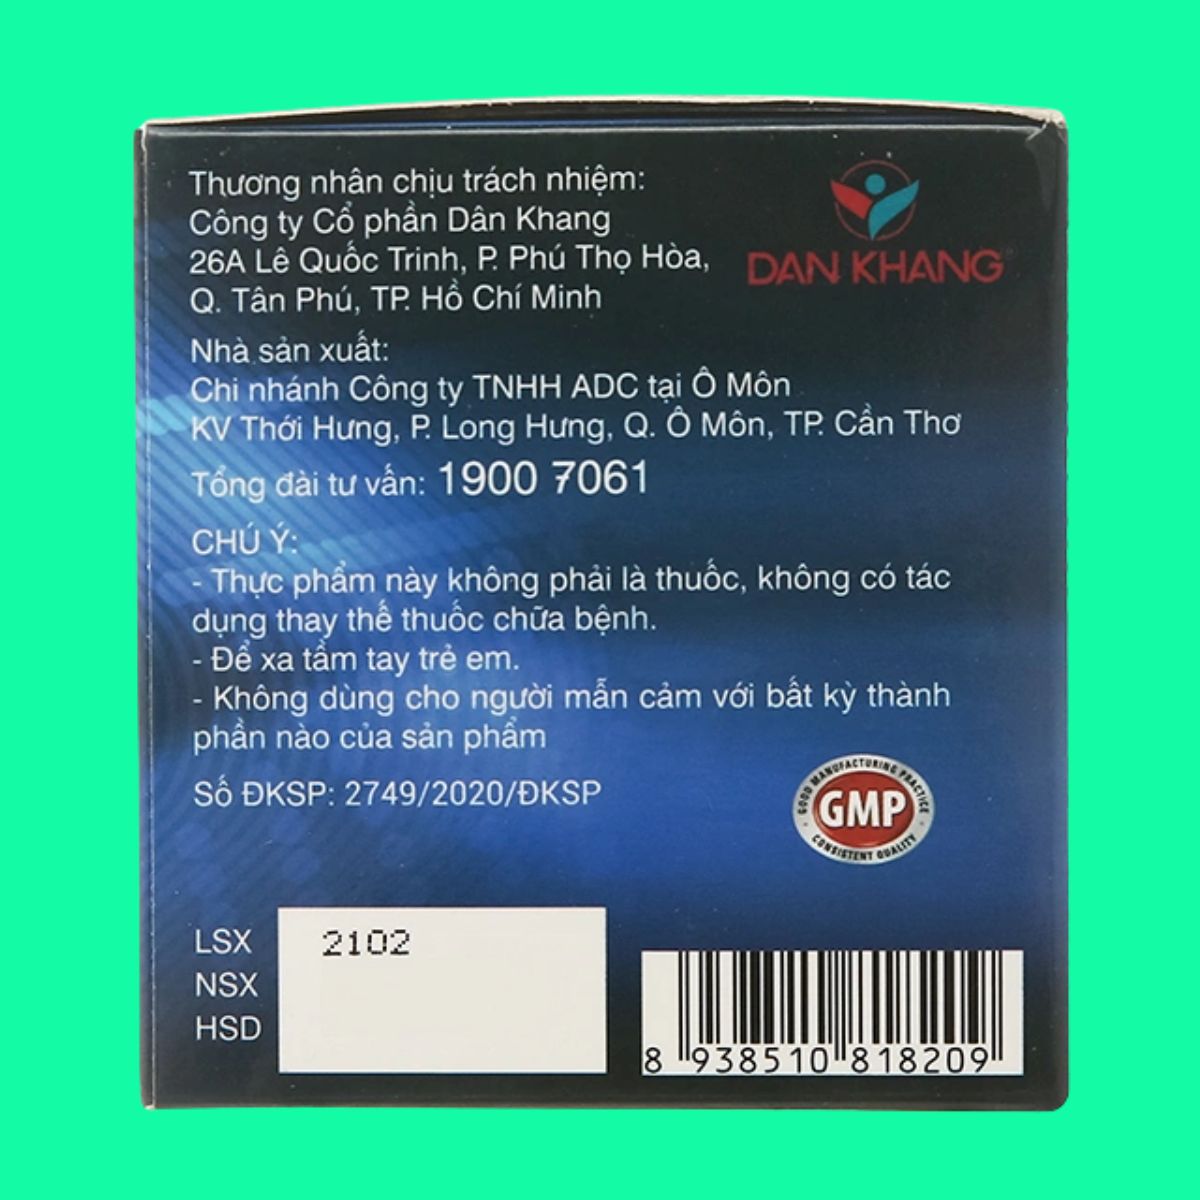 Thương nhân chịu trách nhiệm:
Công ty Cổ phần Dân Khang
26A Lê Quốc Trinh, P. Phú Thọ Hòa,
Q. Tân Phú, TP. Hồ Chí Minh
DAN KHANG
Nhà sản xuất:
Chi nhánh Công ty TNHH ADC tại Ô Môn
KV Thới Hưng, P. Long Hưng, Q. Ô Môn, TP. Cần Thơ
Tổng đài tư vấn: 1900 7061
CHÚ Ý:
- Thực phẩm này không phải là thuốc, không có tác
dụng thay thế thuốc chữa bệnh.
- Để xa tầm tay trẻ em.
- Không dùng cho người mẫn cảm với bất kỳ thành
phần nào của sản phẩm
Số ĐKSP: 2749/2020/ĐKSP
GOOD MANUFACTURING PRACTICE
GMP
CONSISTENT QUALITY
LSX 2102
NSX
HSD
8 938510 818209